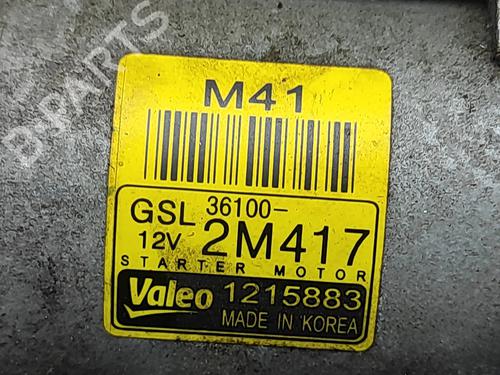 D-PARTS
M41
GSL 36100-
12V 2M417
STARTER MOTOR
Valeo 1215883
MADE IN KOREA